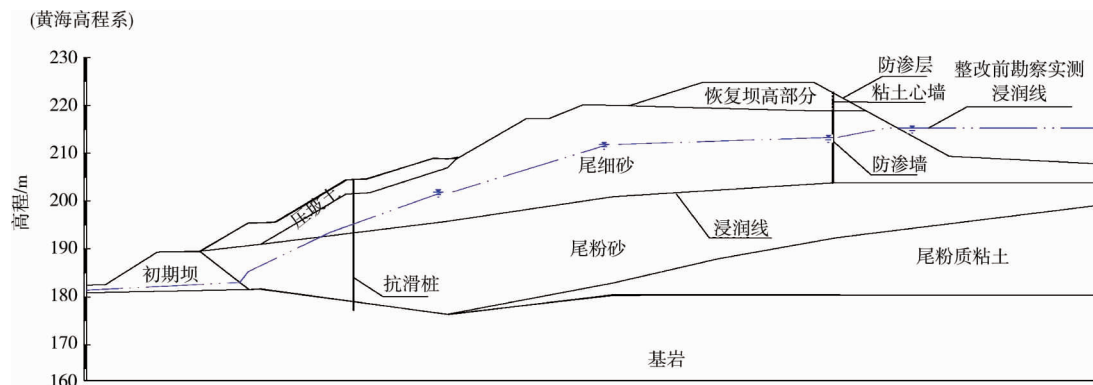 (黄海高程系)
230
220
210
200
190
180
170
160
高程/m
防渗层
粘土心墙
整改前勘察实测
浸润线
恢复坝高部分
尾细砂
防渗墙
压坡土
浸润线
尾粉砂
尾粉质粘土
初期坝
抗滑桩
基岩